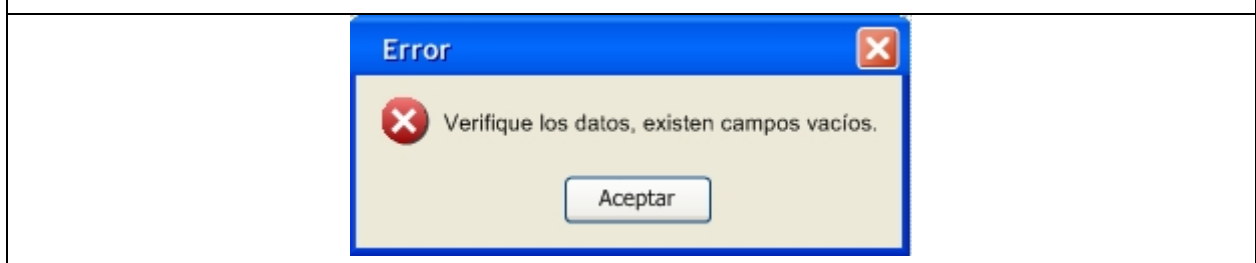 Error
Verifique los datos, existen campos vacíos.
Aceptar